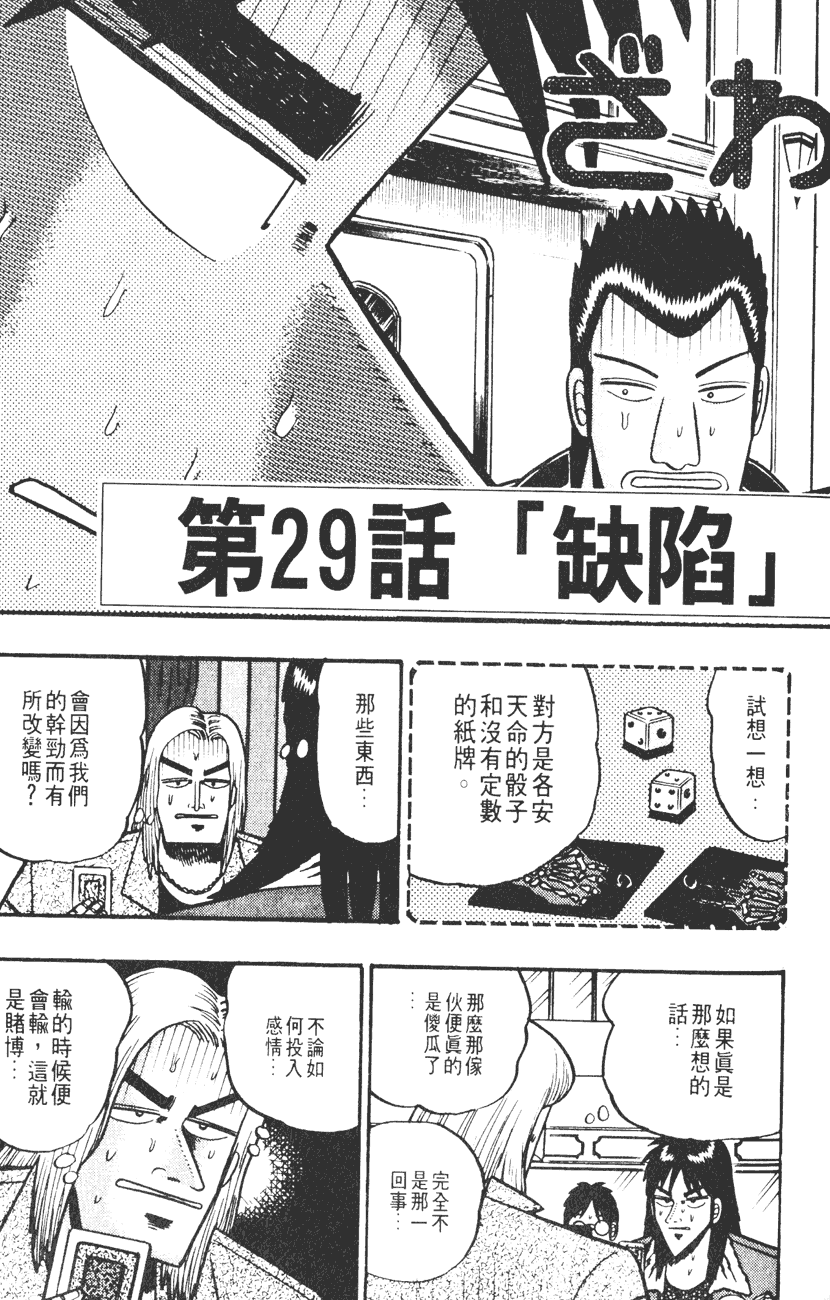 ざわ
第29話「缺陷」
試想一想…
對方是各安
天命的骰子
和沒有定數
的紙牌。
那些東西…
會因爲我們
的幹勁而有
所改變嗎？
如果眞是
那麼想的
話…
那麼那傢
伙便眞的
是傻瓜了
…
完全不
是那一
回事…
不論如
何投入
感情…
輸的時候便
會輸，這就
是賭博…